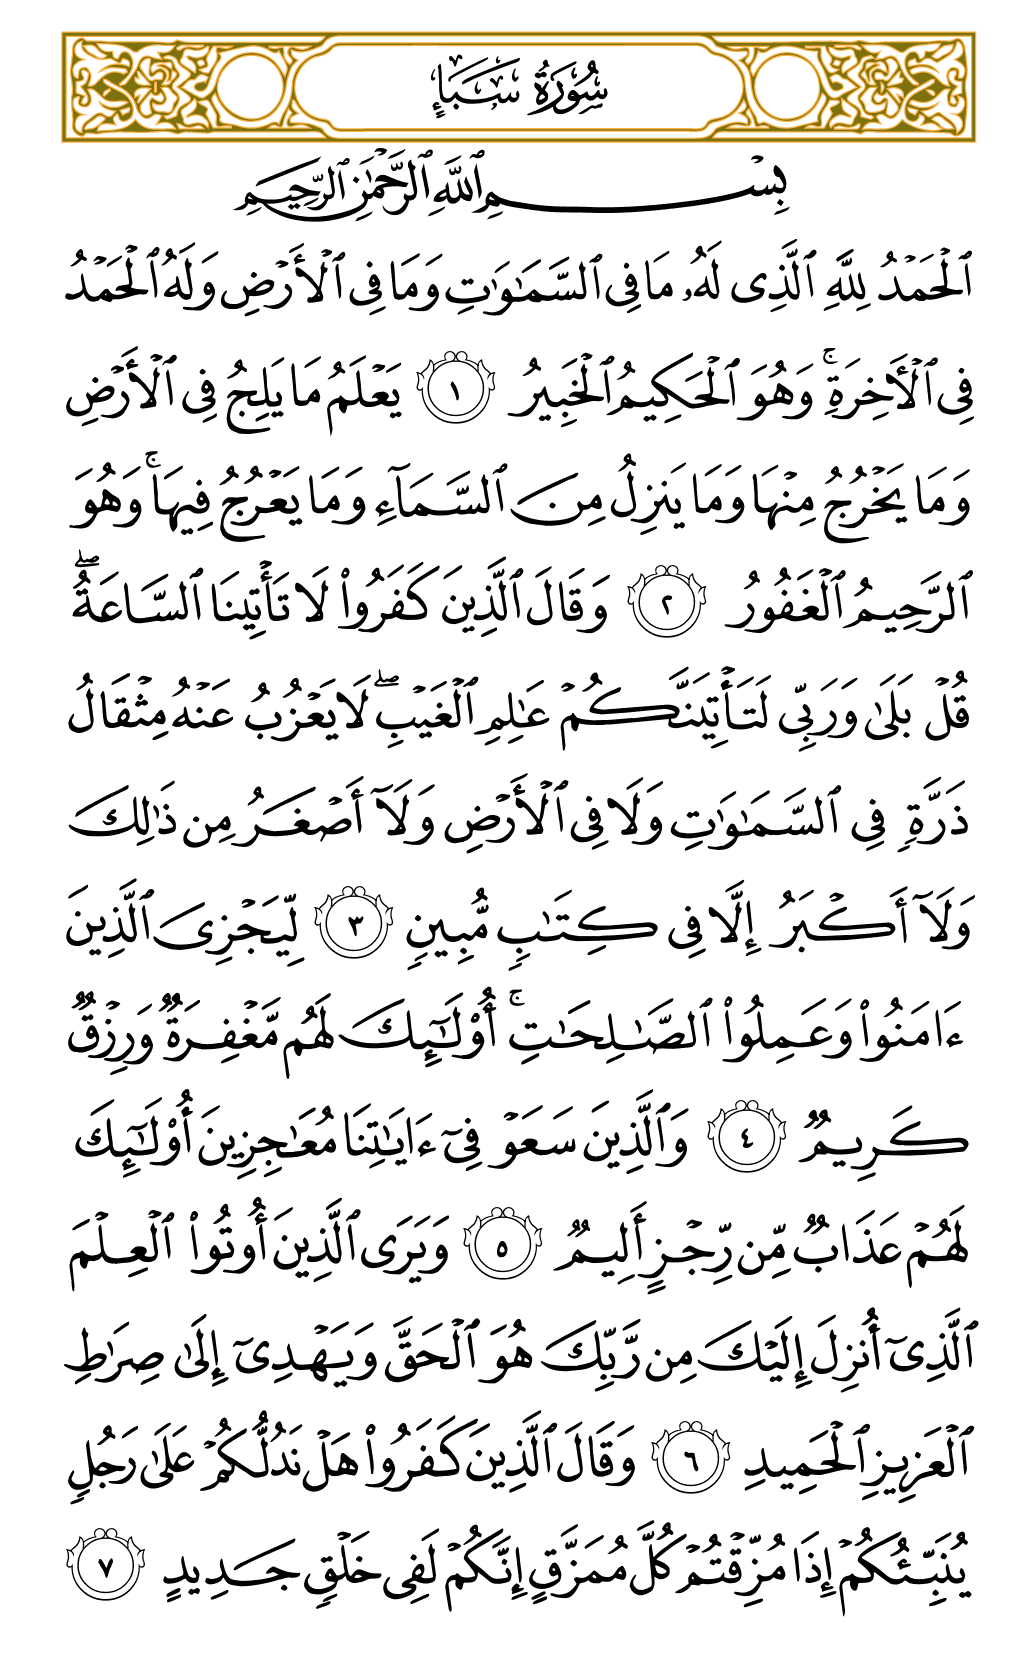 سُورَةُ سَبَإٍ
بِسْمِ ٱللَّهِ ٱلرَّحْمَٰنِ ٱلرَّحِيمِ
ٱلْحَمْدُ لِلَّهِ ٱلَّذِى لَهُۥ مَا فِى ٱلسَّمَٰوَٰتِ وَمَا فِى ٱلْأَرْضِ وَلَهُ ٱلْحَمْدُ
فِى ٱلْأَخِرَةِ ۚ وَهُوَ ٱلْحَكِيمُ ٱلْخَبِيرُ ١ يَعْلَمُ مَا يَلِجُ فِى ٱلْأَرْضِ
وَمَا يَخْرُجُ مِنْهَا وَمَا يَنزِلُ مِنَ ٱلسَّمَآءِ وَمَا يَعْرُجُ فِيهَا ۚ وَهُوَ
ٱلرَّحِيمُ ٱلْغَفُورُ ٢ وَقَالَ ٱلَّذِينَ كَفَرُوا۟ لَا تَأْتِينَا ٱلسَّاعَةُ ۖ
قُلْ بَلَىٰ وَرَبِّى لَتَأْتِيَنَّكُمْ عَٰلِمِ ٱلْغَيْبِ ۖ لَا يَعْزُبُ عَنْهُ مِثْقَالُ
ذَرَّةٍ فِى ٱلسَّمَٰوَٰتِ وَلَا فِى ٱلْأَرْضِ وَلَآ أَصْغَرُ مِن ذَٰلِكَ
وَلَآ أَكْبَرُ إِلَّا فِى كِتَٰبٍ مُّبِينٍ ٣ لِّيَجْزِىَ ٱلَّذِينَ
ءَامَنُوا۟ وَعَمِلُوا۟ ٱلصَّٰلِحَٰتِ ۚ أُو۟لَٰٓئِكَ لَهُم مَّغْفِرَةٌ وَرِزْقٌ
كَرِيمٌ ٤ وَٱلَّذِينَ سَعَوْ فِىٓ ءَايَٰتِنَا مُعَٰجِزِينَ أُو۟لَٰٓئِكَ
لَهُمْ عَذَابٌ مِّن رِّجْزٍ أَلِيمٌ ٥ وَيَرَى ٱلَّذِينَ أُوتُوا۟ ٱلْعِلْمَ
ٱلَّذِىٓ أُنزِلَ إِلَيْكَ مِن رَّبِّكَ هُوَ ٱلْحَقَّ وَيَهْدِىٓ إِلَىٰ صِرَٰطِ
ٱلْعَزِيزِ ٱلْحَمِيدِ ٦ وَقَالَ ٱلَّذِينَ كَفَرُوا۟ هَلْ نَدُلُّكُمْ عَلَىٰ رَجُلٍ
يُنَبِّئُكُمْ إِذَا مُزِّقْتُمْ كُلَّ مُمَزَّقٍ إِنَّكُمْ لَفِى خَلْقٍ جَدِيدٍ ٧